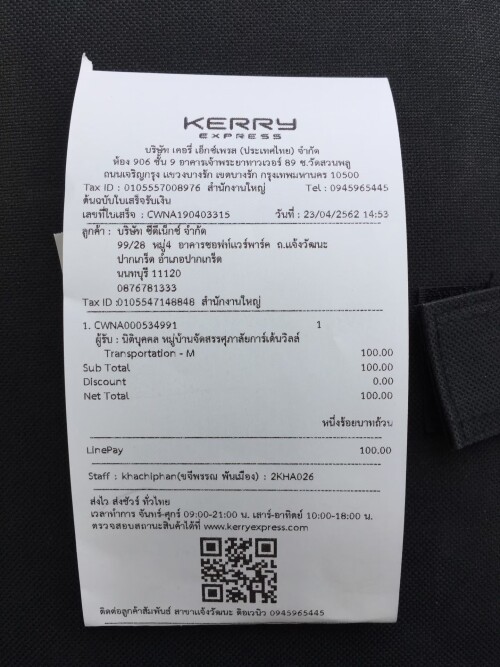 KERRY
EXPRESS
บริษัท เคอรี่ เอ็กซ์เพรส (ประเทศไทย) จำกัด
ห้อง 906 ชั้น 9 อาคารเจ้าพระยาทาวเวอร์ 89 ซ.วัดสวนพลู
ถนนเจริญกรุง แขวงบางรัก เขตบางรัก กรุงเทพมหานคร 10500
Tax ID : 0105557008976 สำนักงานใหญ่ Tel : 0945965445
ต้นฉบับใบเสร็จรับเงิน
เลขที่ใบเสร็จ : CWNA190403315 วันที่ : 23/04/2562 14:53
ลูกค้า : บริษัท ซีดีเน็กซ์ จำกัด
99/28 หมู่4 อาคารซอฟท์แวร์พาร์ค ถ.แจ้งวัฒนะ
ปากเกร็ด อำเภอปากเกร็ด
นนทบุรี 11120
0876781333
Tax ID :0105547148848 สำนักงานใหญ่
1. CWNA000534991 1
ผู้รับ : นิติบุคคล หมู่บ้านจัดสรรศุภาลัยการ์เด้นวิลล์
Transportation - M 100.00
Sub Total 100.00
Discount 0.00
Net Total 100.00
หนึ่งร้อยบาทถ้วน
LinePay 100.00
Staff : khachiphan(ขจีพรรณ พันเมือง) : 2KHA026
ส่งไว ส่งชัวร์ ทั่วไทย
เวลาทำการ จันทร์-ศุกร์ 09:00-21:00 น. เสาร์-อาทิตย์ 10:00-18:00 น.
ตรวจสอบสถานะสินค้าได้ที่ www.kerryexpress.com
ติดต่อลูกค้าสัมพันธ์ สาขาแจ้งวัฒนะ ดิอเวนิว 0945965445